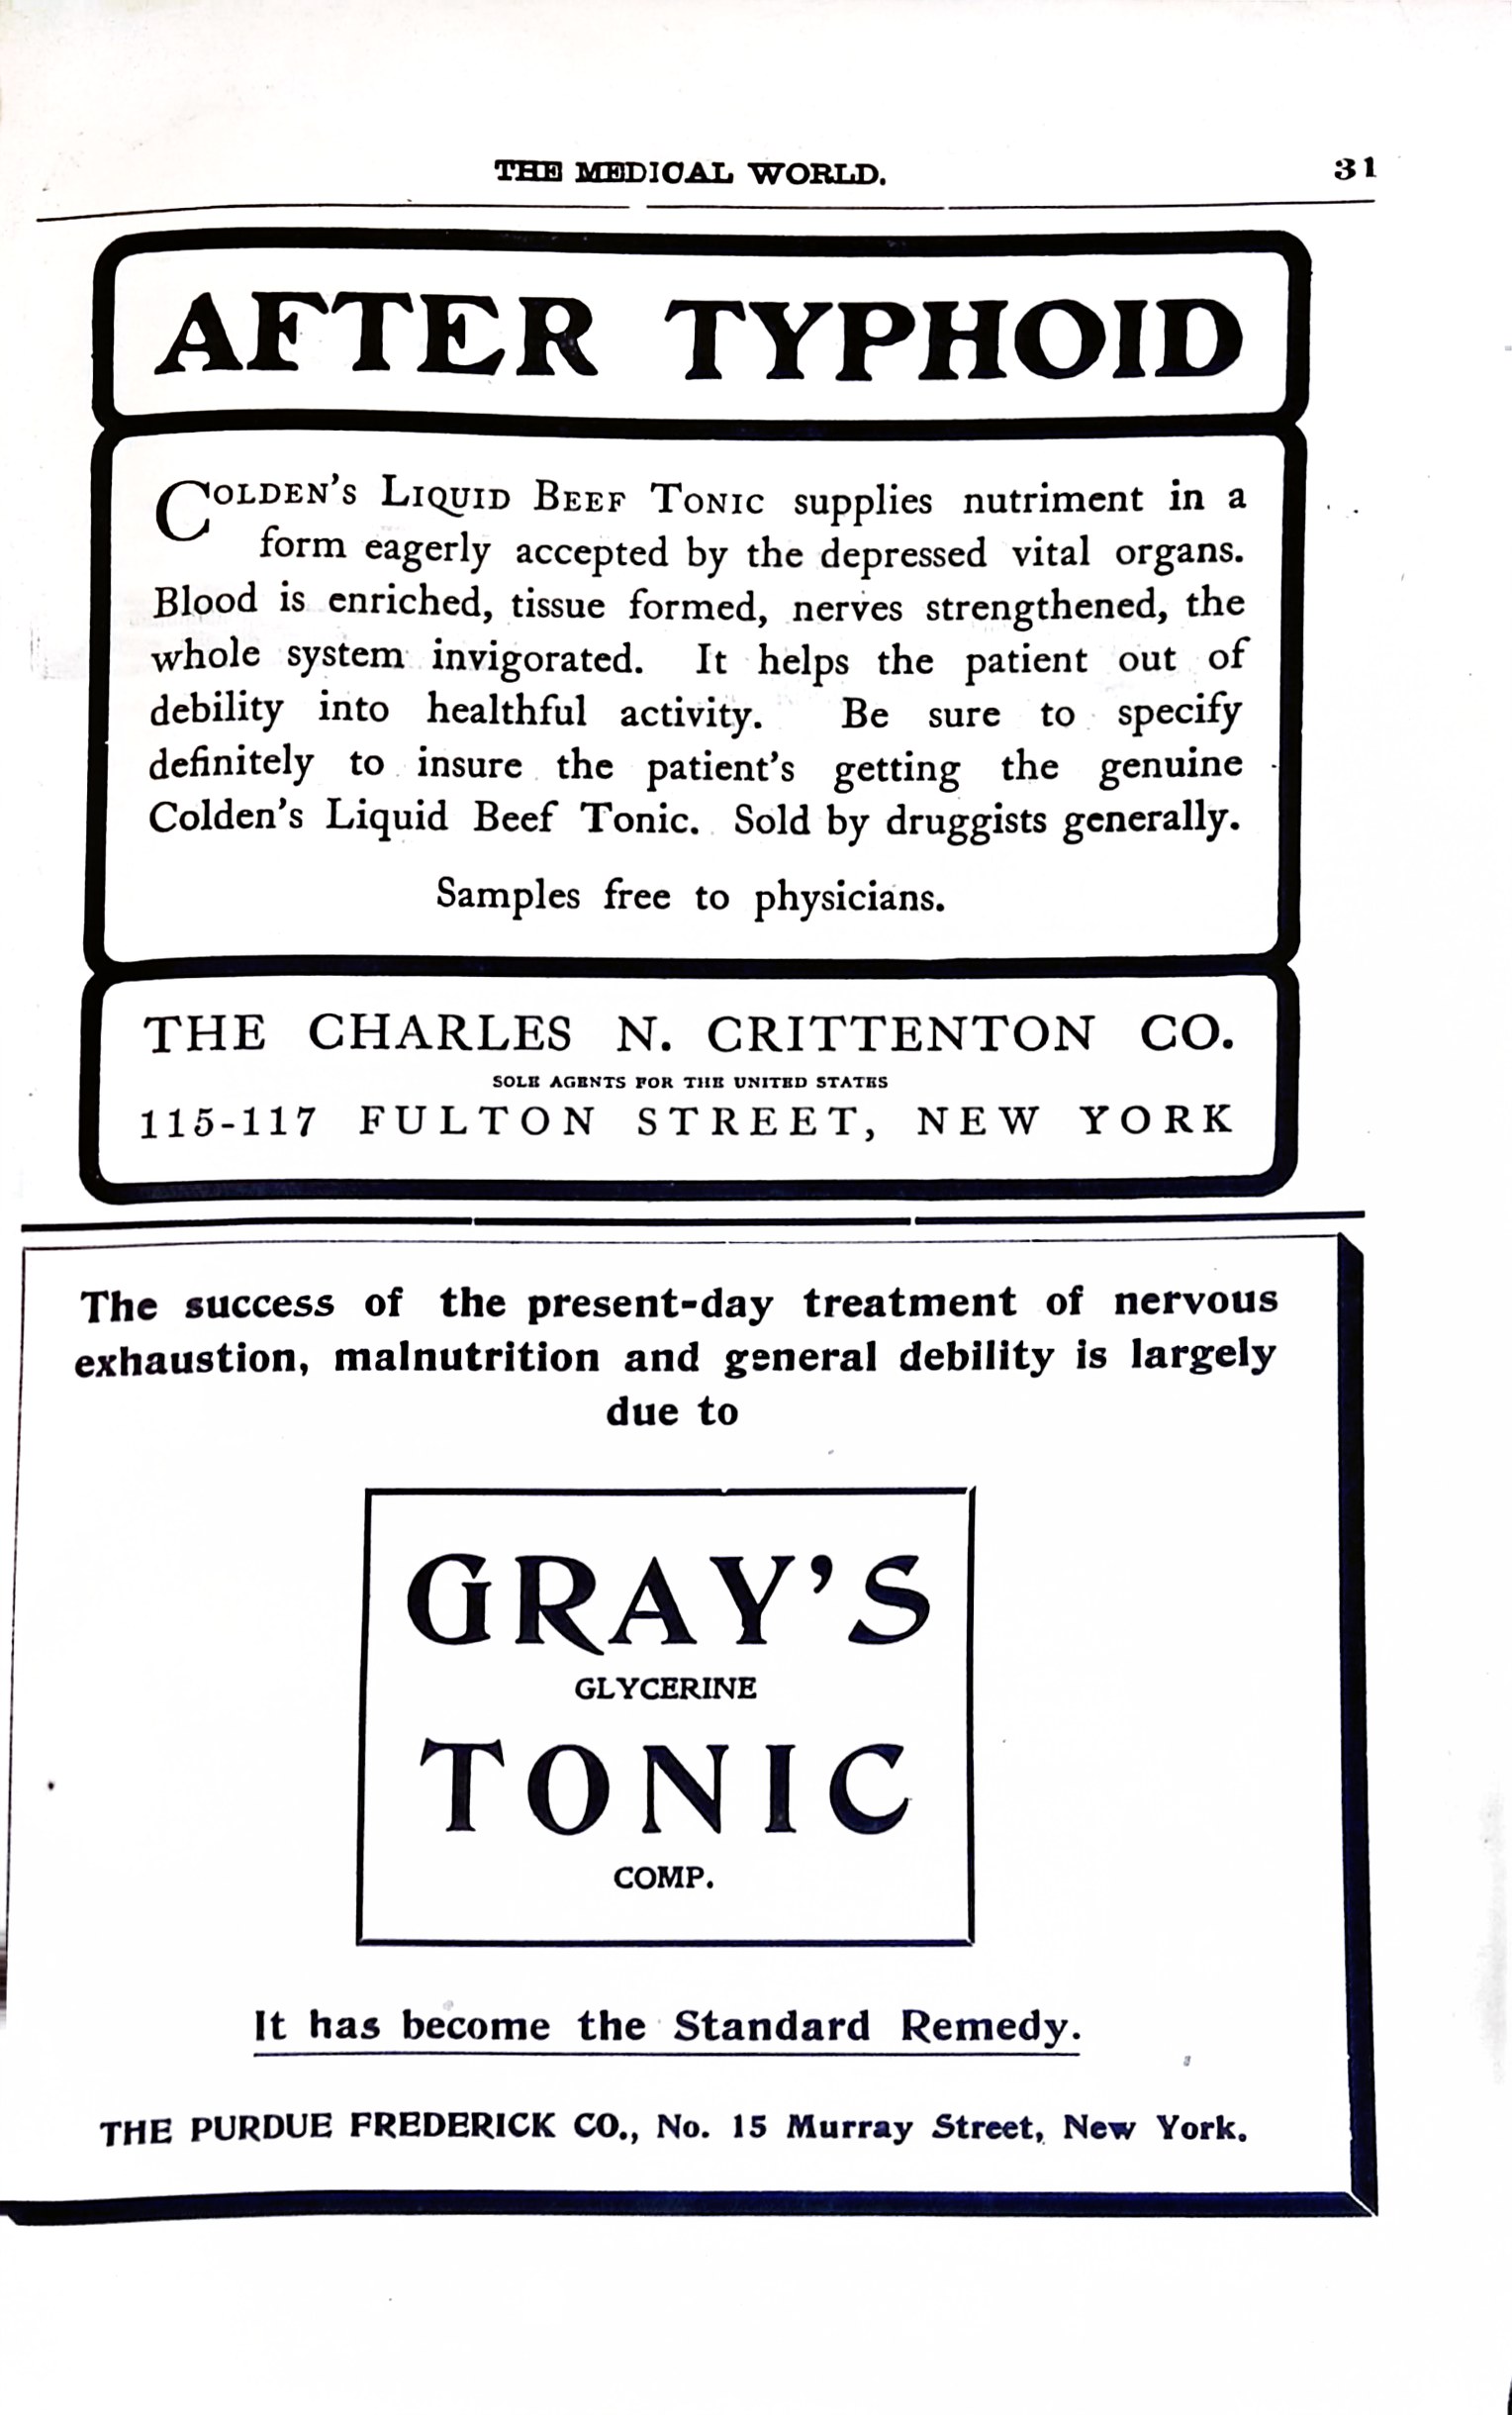 THE MEDICAL WORLD.
31
AFTER TYPHOID
COLDEN'S LIQUID BEEF TONIC supplies nutriment in a
form eagerly accepted by the depressed vital organs.
Blood is enriched, tissue formed, nerves strengthened, the
whole system invigorated. It helps the patient out of
debility into healthful activity. Be sure to specify
definitely to insure the patient's getting the genuine
Colden's Liquid Beef Tonic. Sold by druggists generally.
Samples free to physicians.
THE CHARLES N. CRITTENTON CO.
SOLE AGENTS FOR THE UNITED STATES
115-117 FULTON STREET, NEW YORK
The success of the present-day treatment of nervous
exhaustion, malnutrition and general debility is largely
due to
GRAY'S
GLYCERINE
TONIC
COMP.
It has become the Standard Remedy.
THE PURDUE FREDERICK CO., No. 15 Murray Street, New York.